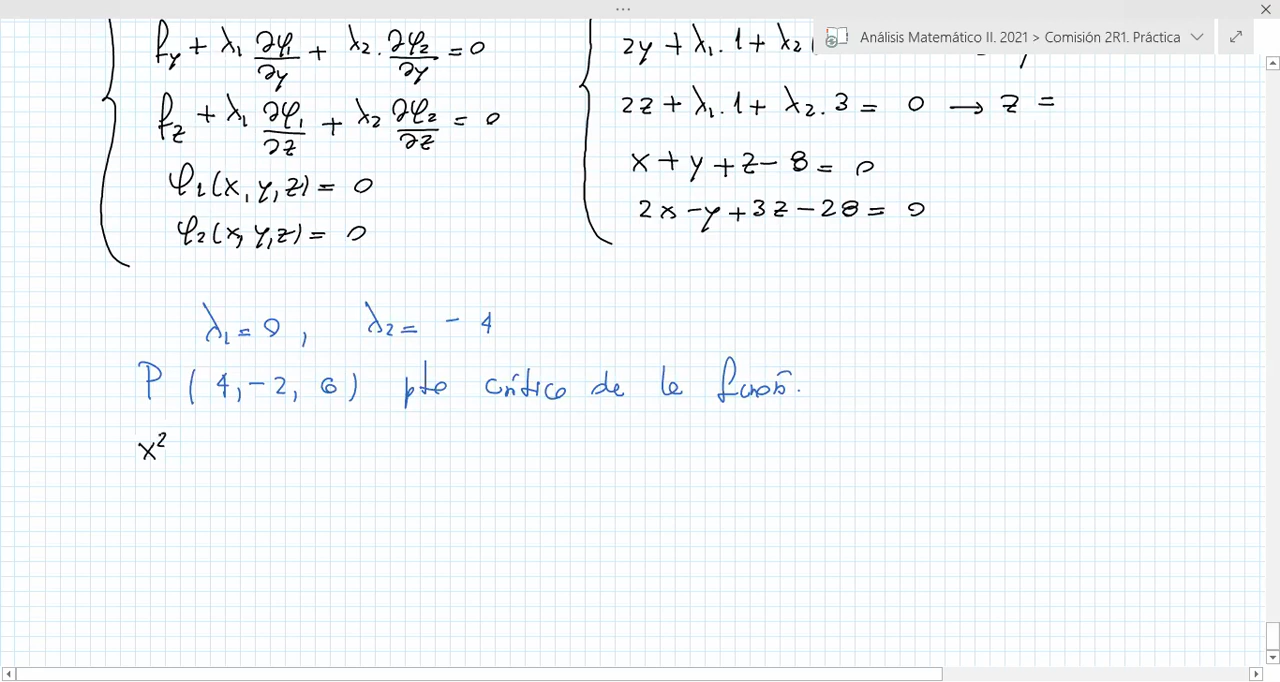 Análisis Matemático II. 2021 > Comisión 2R1. Práctica
f_y + λ₁ ∂φ₁/∂y + λ₂ . ∂φ₂/∂y = 0
f_z + λ₁ ∂φ₁/∂z + λ₂ ∂φ₂/∂z = 0
φ₁(x, y, z) = 0
φ₂(x, y, z) = 0
2y + λ₁. 1 + λ₂
2z + λ₁. 1 + λ₂. 3 = 0 → z =
x + y + z - 8 = 0
2x - y + 3z - 28 = 0
λ₁ = 0 , λ₂ = - 4
P ( 4, - 2, 6 ) pto crítico de la función.
x²